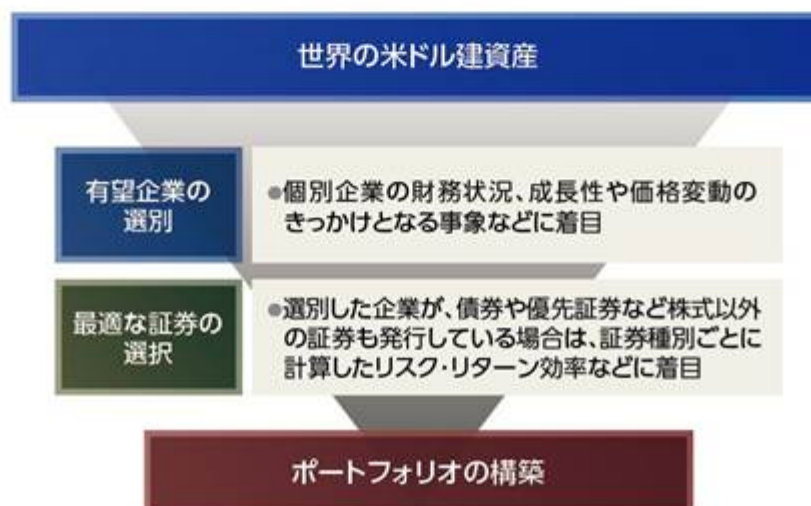 世界の米ドル建資産
有望企業の
選別
●個別企業の財務状況、成長性や価格変動の
きっかけとなる事象などに着目
最適な証券の
選択
●選別した企業が、債券や優先証券など株式以外
の証券も発行している場合は、証券種別ごとに
計算したリスク・リターン効率などに着目
ポートフォリオの構築